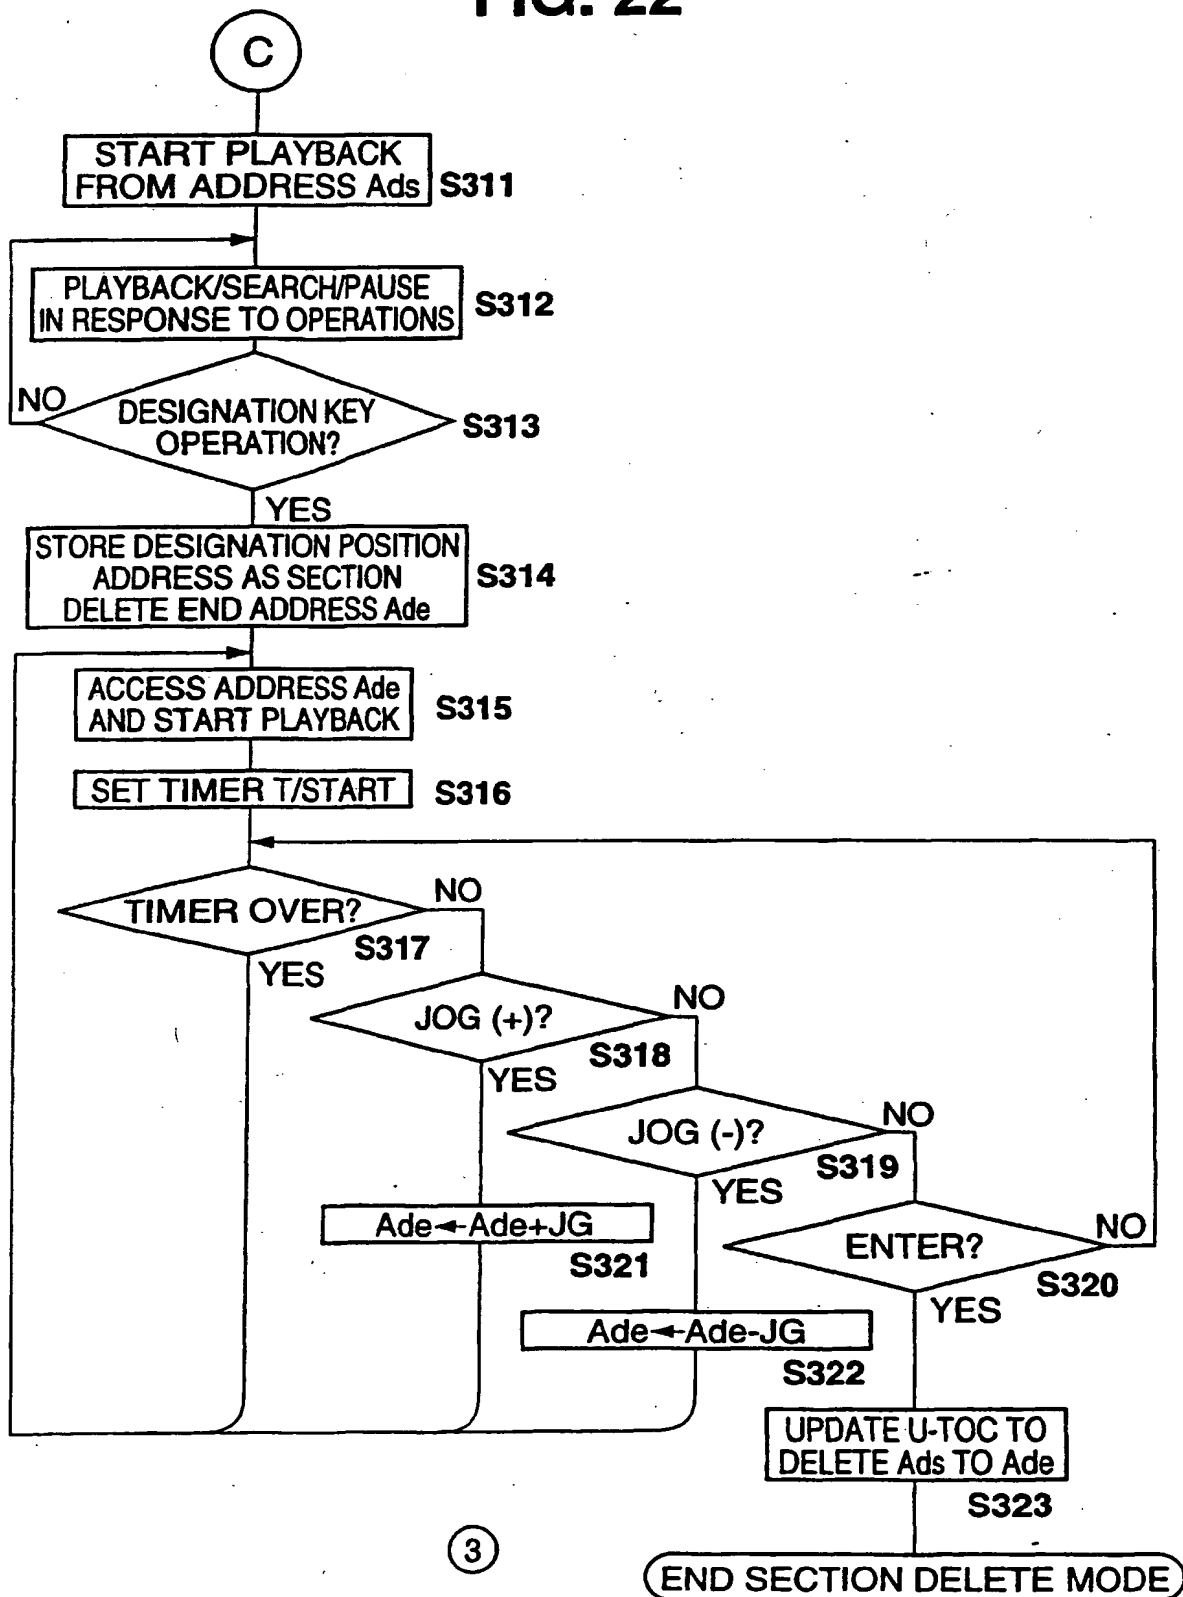 FIG. 22
C
START PLAYBACK
FROM ADDRESS Ads
S311
PLAYBACK/SEARCH/PAUSE
IN RESPONSE TO OPERATIONS
S312
NO
DESIGNATION KEY
OPERATION?
S313
YES
STORE DESIGNATION POSITION
ADDRESS AS SECTION
DELETE END ADDRESS Ade
S314
ACCESS ADDRESS Ade
AND START PLAYBACK
S315
SET TIMER T/START
S316
TIMER OVER?
NO
S317
YES
JOG (+)?
NO
S318
YES
JOG (-)?
NO
S319
YES
Ade←Ade+JG
S321
ENTER?
NO
S320
YES
Ade←Ade-JG
S322
UPDATE U-TOC TO
DELETE Ads TO Ade
S323
3
END SECTION DELETE MODE